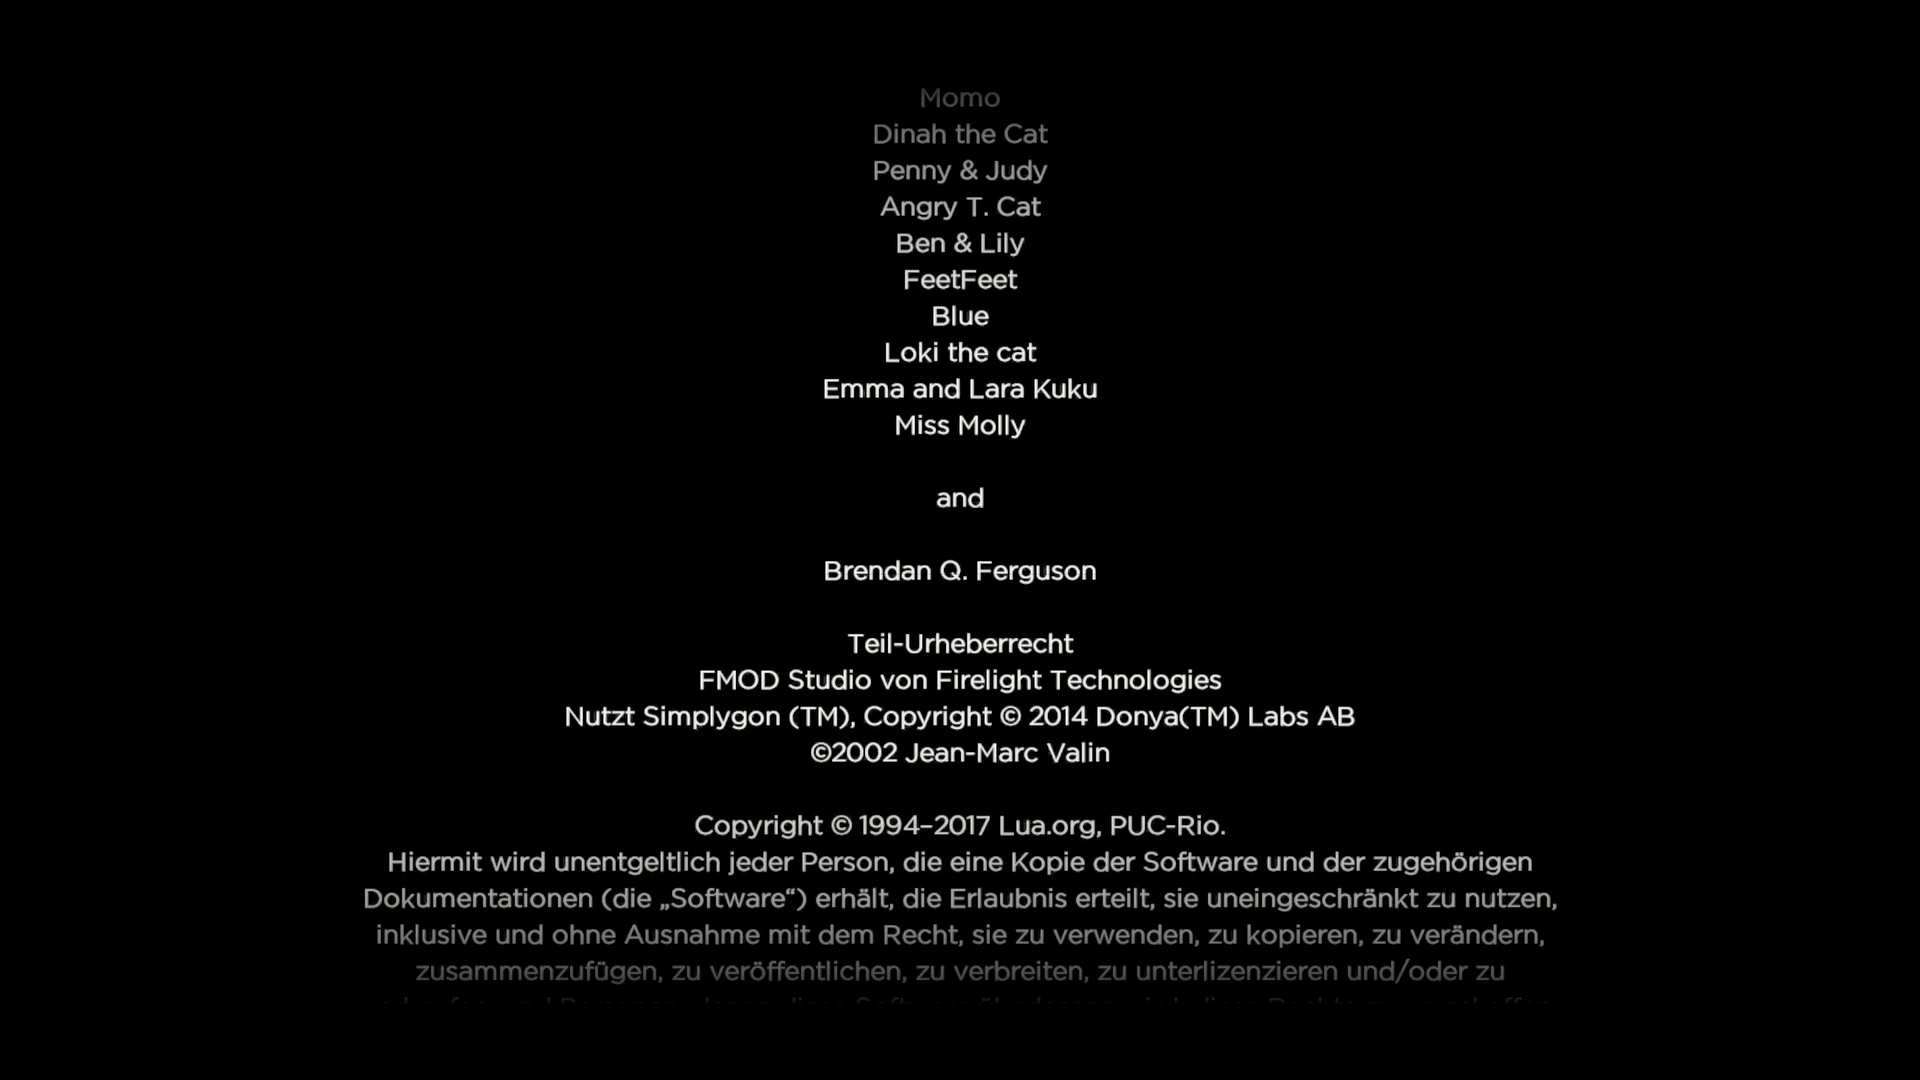 Momo
Dinah the Cat
Penny & Judy
Angry T. Cat
Ben & Lily
FeetFeet
Blue
Loki the cat
Emma and Lara Kuku
Miss Molly
and
Brendan Q. Ferguson
Teil-Urheberrecht
FMOD Studio von Firelight Technologies
Nutzt Simplygon (TM), Copyright © 2014 Donya(TM) Labs AB
©2002 Jean-Marc Valin
Copyright © 1994–2017 Lua.org, PUC-Rio.
Hiermit wird unentgeltlich jeder Person, die eine Kopie der Software und der zugehörigen
Dokumentationen (die „Software“) erhält, die Erlaubnis erteilt, sie uneingeschränkt zu nutzen,
inklusive und ohne Ausnahme mit dem Recht, sie zu verwenden, zu kopieren, zu verändern,
zusammenzufügen, zu veröffentlichen, zu verbreiten, zu unterlizenzieren und/oder zu